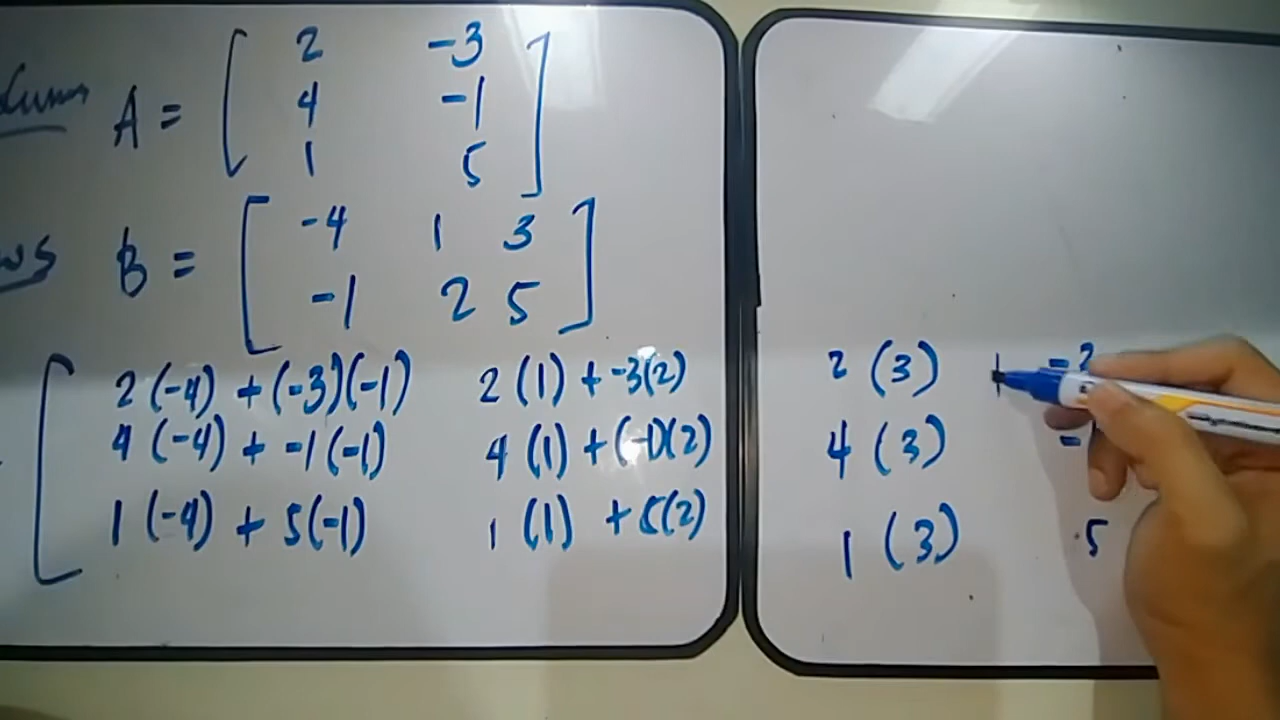 A = [ 2 -3
4 -1
1 5 ]
B = [ -4 1 3
-1 2 5 ]
[ 2 (-4) + (-3)(-1) 2 (1) + -3(2) 2 (3) +
4 (-4) + -1(-1) 4 (1) + (-1)(2) 4 (3) -
1 (-4) + 5(-1) 1 (1) + 5(2) 1 (3) 5